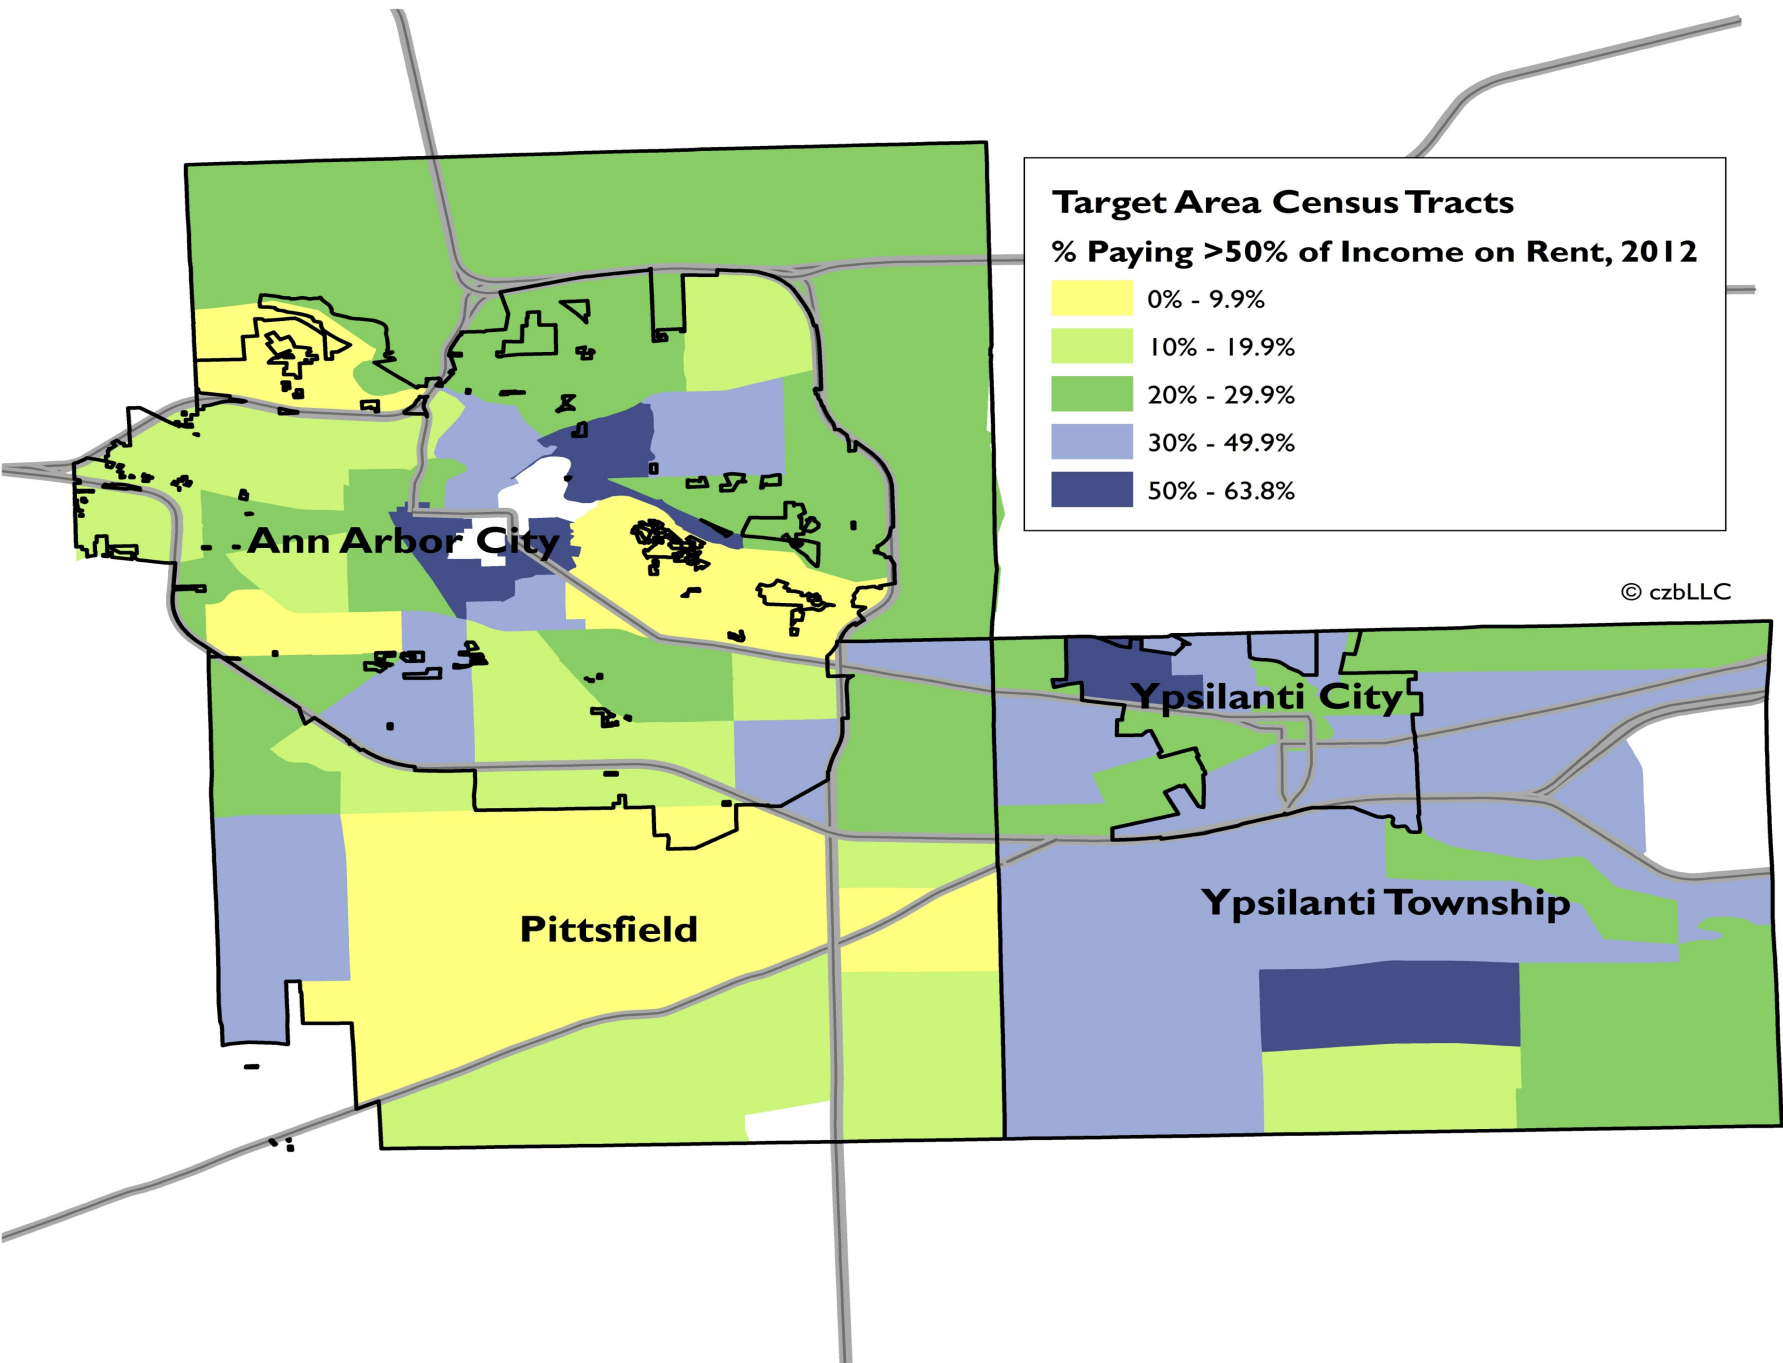 Target Area Census Tracts
% Paying >50% of Income on Rent, 2012
0% - 9.9%
10% - 19.9%
20% - 29.9%
30% - 49.9%
50% - 63.8%
Ann Arbor City
© czbLLC
Ypsilanti City
Ypsilanti Township
Pittsfield